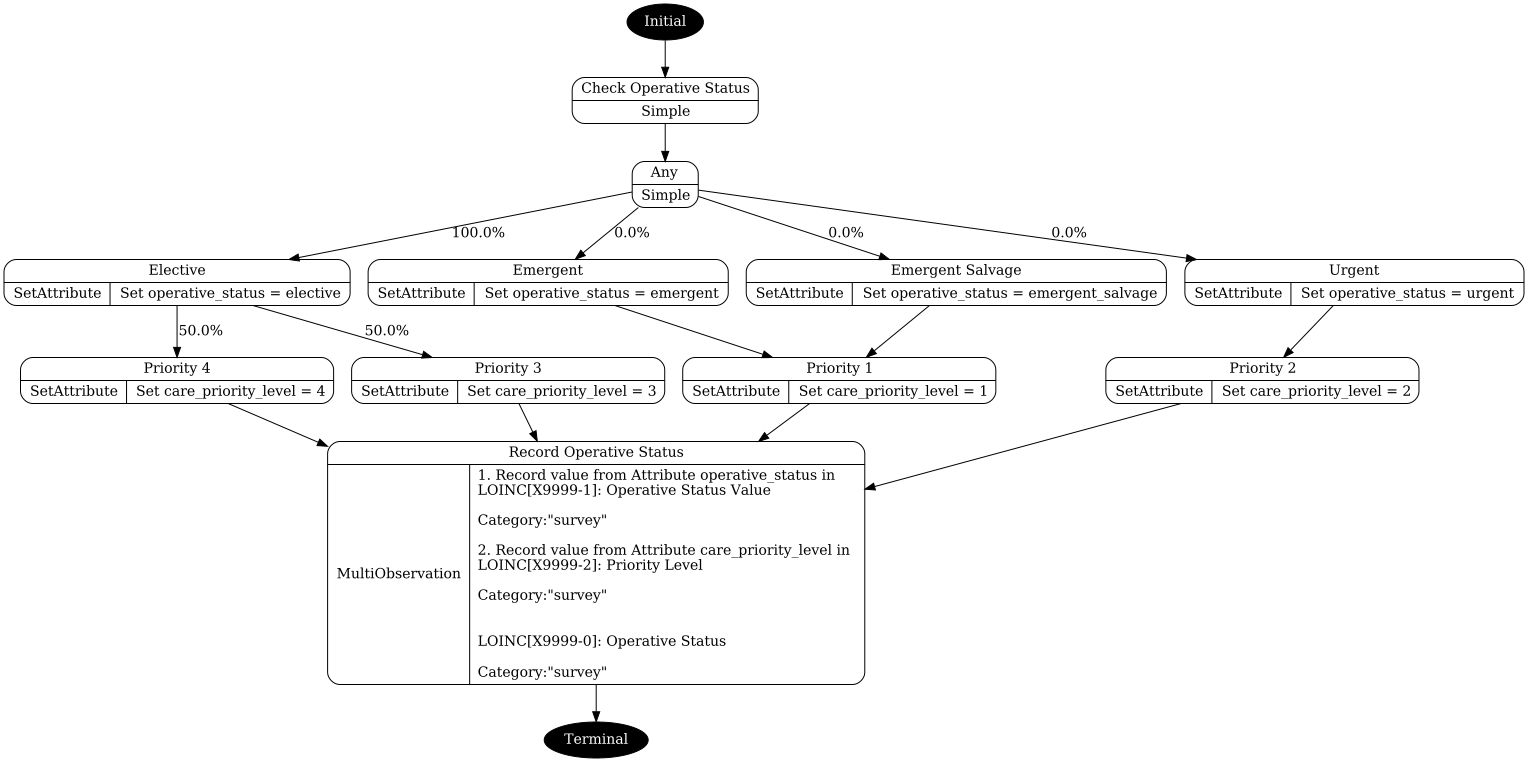 Initial
Check Operative Status
Simple
Any
Simple
100.0%
0.0%
0.0%
0.0%
Elective
SetAttribute
Set operative_status = elective
Emergent
SetAttribute
Set operative_status = emergent
Emergent Salvage
SetAttribute
Set operative_status = emergent_salvage
Urgent
SetAttribute
Set operative_status = urgent
50.0%
50.0%
Priority 4
SetAttribute
Set care_priority_level = 4
Priority 3
SetAttribute
Set care_priority_level = 3
Priority 1
SetAttribute
Set care_priority_level = 1
Priority 2
SetAttribute
Set care_priority_level = 2
Record Operative Status
MultiObservation
1. Record value from Attribute operative_status in
LOINC[X9999-1]: Operative Status Value
Category:"survey"
2. Record value from Attribute care_priority_level in
LOINC[X9999-2]: Priority Level
Category:"survey"
LOINC[X9999-0]: Operative Status
Category:"survey"
Terminal